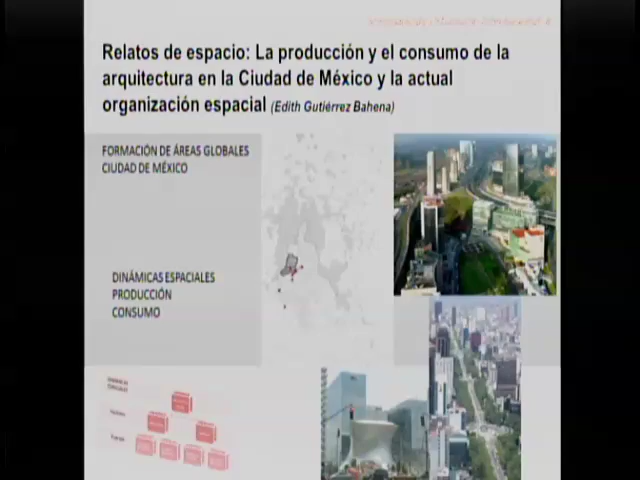 Relatos de espacio: La producción y el consumo de la
arquitectura en la Ciudad de México y la actual
organización espacial (Edith Gutiérrez Bahena)
FORMACIÓN DE ÁREAS GLOBALES
CIUDAD DE MÉXICO
DINÁMICAS ESPACIALES
PRODUCCIÓN
CONSUMO